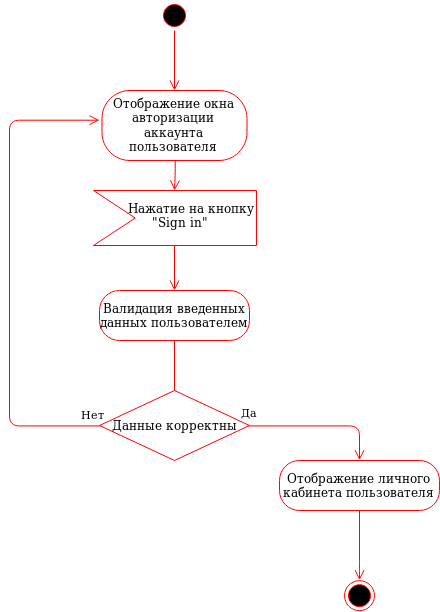 Отображение окна
авторизации
аккаунта
пользователя
Нажатие на кнопку
"Sign in"
Валидация введенных
данных пользователем
Нет
Да
Данные корректны
Отображение личного
кабинета пользователя